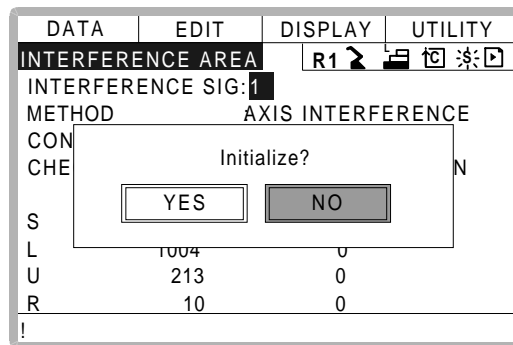 DATA EDIT DISPLAY UTILITY
INTERFERENCE AREA R1
INTERFERENCE SIG:1
METHOD :AXIS INTERFERENCE
CON
CHE N
Initialize?
YES NO
S
L 1004 0
U 213 0
R 10 0
!